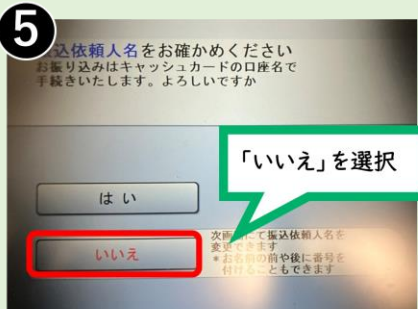 5
込依頼人名をお確かめください
お振り込みはキャッシュカードの口座名で
手続きいたします。よろしいですか
「いいえ」を選択
はい
いいえ
次画にて振込依頼人名を
変更できます
*お名前の前や後に番号を
付けることもできます